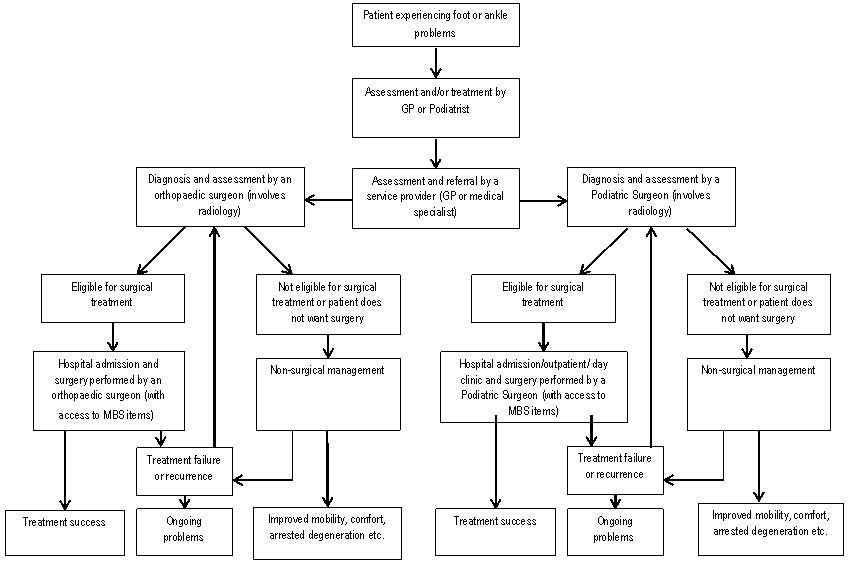 Patient experiencing foot or ankle
problems
Assessment and/or treatment by
GP or Podiatrist
Diagnosis and assessment by an
orthopaedic surgeon (involves
radiology)
Assessment and referral by a
service provider (GP or medical
specialist)
Diagnosis and assessment by a
Podiatric Surgeon (involves
radiology)
Eligible for surgical
treatment
Not eligible for surgical
treatment or patient does
not want surgery
Eligible for surgical
treatment
Not eligible for surgical
treatment or patient does
not want surgery
Hospital admission and
surgery performed by an
orthopaedic surgeon (with
access to MBS items)
Non-surgical management
Hospital admission/outpatient/ day
clinic and surgery performed by a
Podiatric Surgeon (with access to
MBS items)
Non-surgical management
Treatment failure
or recurrence
Treatment failure
or recurrence
Treatment success
Ongoing
problems
Improved mobility, comfort,
arrested degeneration etc.
Treatment success
Ongoing
problems
Improved mobility, comfort,
arrested degeneration etc.